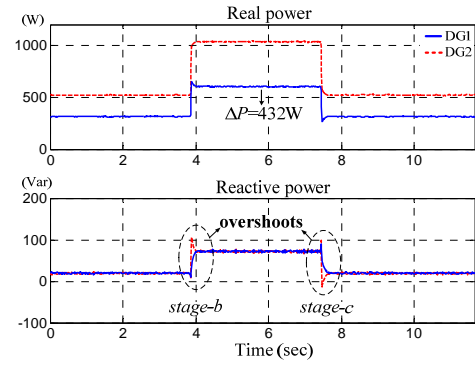 Real power
(W)
1000
500
0
DG1
DG2
ΔP=432W
0 2 4 6 8 10
Reactive power
(Var)
200
100
0
-100
overshoots
stage-b
stage-c
0 2 4 6 8 10
Time (sec)